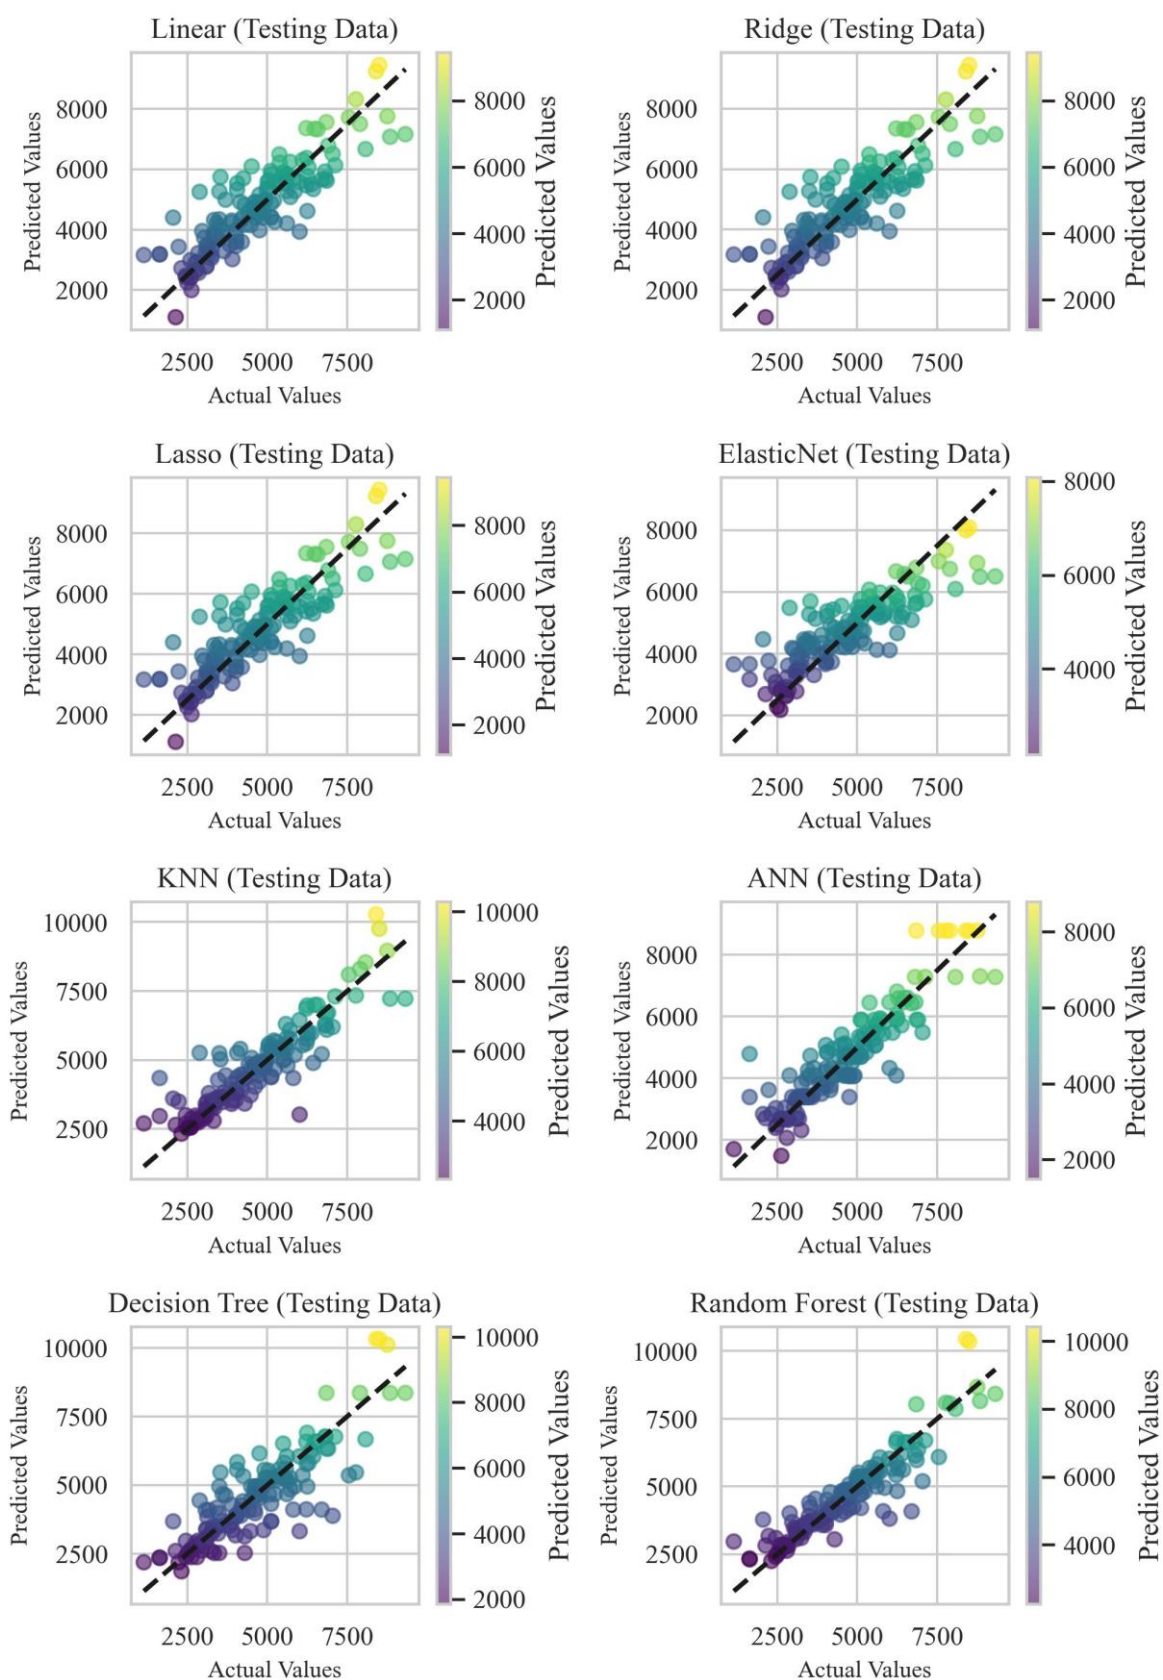 Linear (Testing Data)
Predicted Values
8000
6000
4000
2000
2500 5000 7500
Actual Values
8000
6000
4000
2000
Predicted Values
Ridge (Testing Data)
Predicted Values
8000
6000
4000
2000
2500 5000 7500
Actual Values
8000
6000
4000
2000
Predicted Values
Lasso (Testing Data)
Predicted Values
8000
6000
4000
2000
2500 5000 7500
Actual Values
8000
6000
4000
2000
Predicted Values
ElasticNet (Testing Data)
Predicted Values
8000
6000
4000
2000
2500 5000 7500
Actual Values
8000
6000
4000
Predicted Values
KNN (Testing Data)
Predicted Values
10000
7500
5000
2500
2500 5000 7500
Actual Values
10000
8000
6000
4000
Predicted Values
ANN (Testing Data)
Predicted Values
8000
6000
4000
2000
2500 5000 7500
Actual Values
8000
6000
4000
2000
Predicted Values
Decision Tree (Testing Data)
Predicted Values
10000
7500
5000
2500
2500 5000 7500
Actual Values
10000
8000
6000
4000
2000
Predicted Values
Random Forest (Testing Data)
Predicted Values
10000
7500
5000
2500
2500 5000 7500
Actual Values
10000
8000
6000
4000
Predicted Values